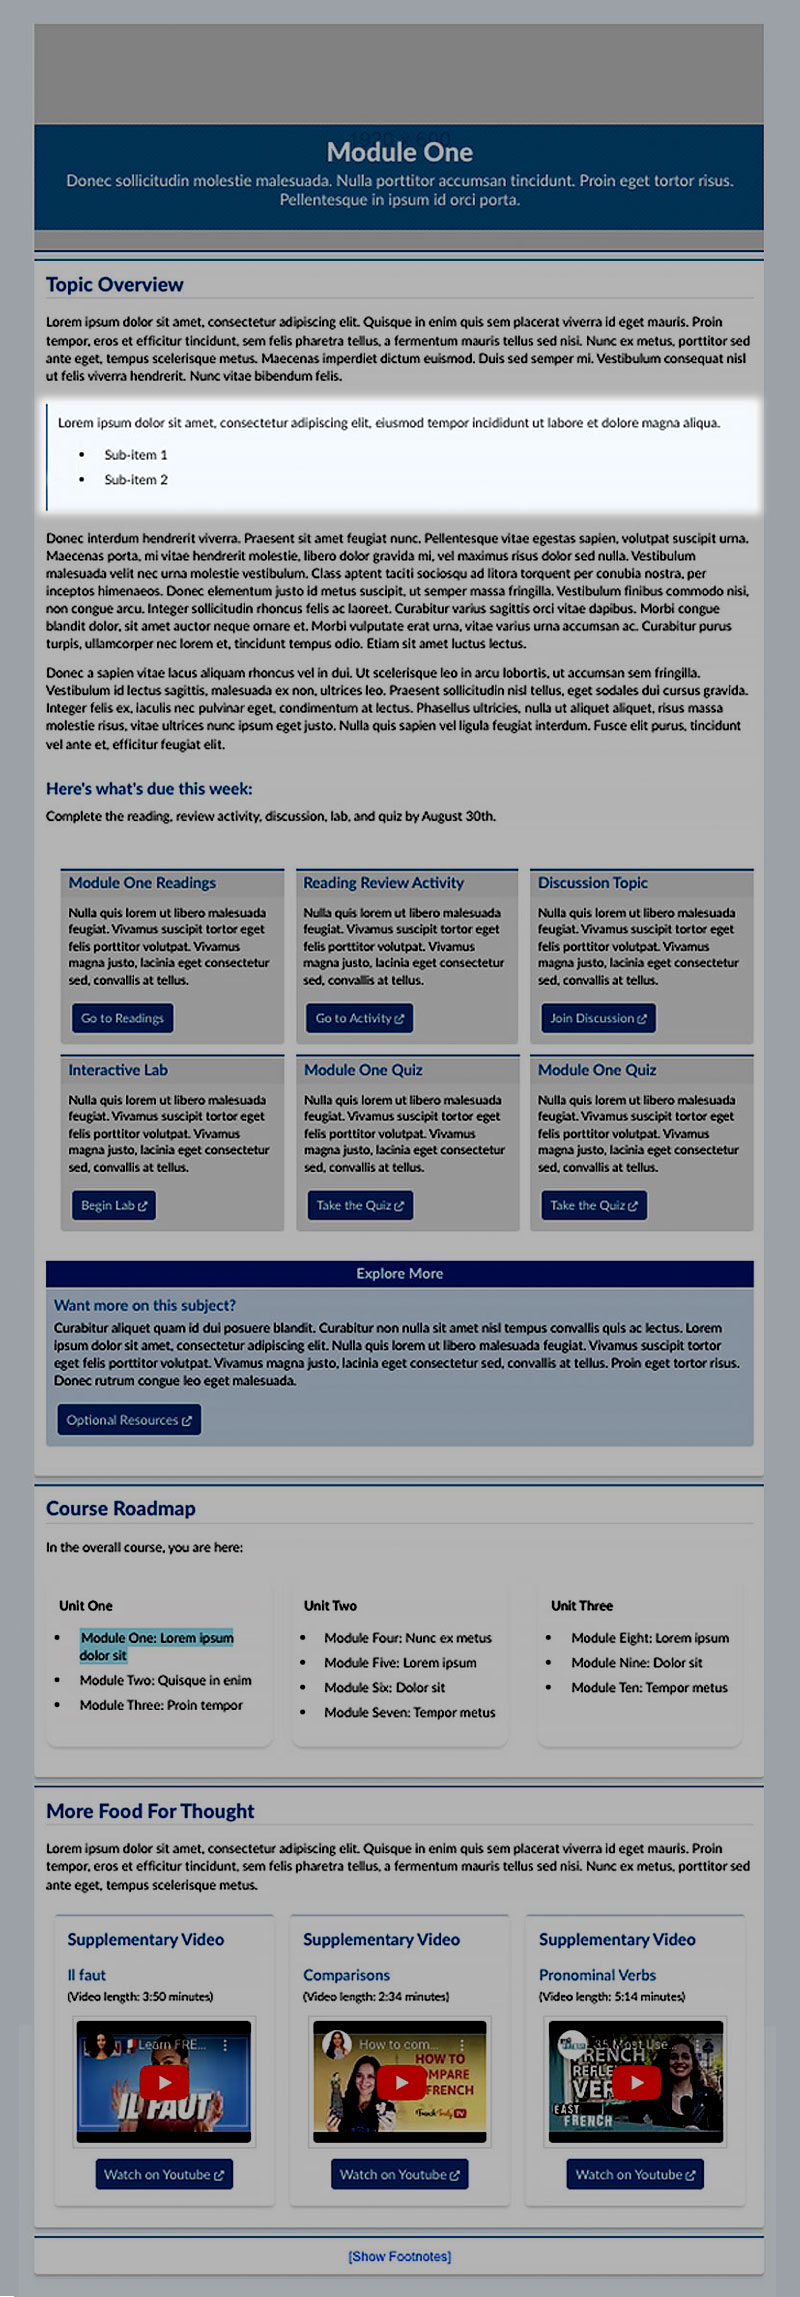 1920 x 600
Module One
Donec sollicitudin molestie malesuada. Nulla porttitor accumsan tincidunt. Proin eget tortor risus.
Pellentesque in ipsum id orci porta.
Topic Overview
Lorem ipsum dolor sit amet, consectetur adipiscing elit. Quisque in enim quis sem placerat viverra id eget mauris. Proin
tempor, eros et efficitur tincidunt, sem felis pharetra tellus, a fermentum mauris tellus sed nisi. Nunc ex metus, porttitor sed
ante eget, tempus scelerisque metus. Maecenas imperdiet dictum euismod. Duis sed semper mi. Vestibulum consequat nisl
ut felis viverra hendrerit. Nunc vitae bibendum felis.
Lorem ipsum dolor sit amet, consectetur adipiscing elit, eiusmod tempor incididunt ut labore et dolore magna aliqua.
• Sub-item 1
• Sub-item 2
Donec interdum hendrerit viverra. Praesent sit amet feugiat nunc. Pellentesque vitae egestas sapien, volutpat suscipit urna.
Maecenas porta, mi vitae hendrerit molestie, libero dolor gravida mi, vel maximus risus dolor sed nulla. Vestibulum
malesuada velit nec urna molestie vestibulum. Class aptent taciti sociosqu ad litora torquent per conubia nostra, per
inceptos himenaeos. Donec elementum justo id metus suscipit, ut semper massa fringilla. Vestibulum finibus commodo nisi,
non congue arcu. Integer sollicitudin rhoncus felis ac laoreet. Curabitur varius sagittis orci vitae dapibus. Morbi congue
blandit dolor, sit amet auctor neque ornare et. Morbi vulputate erat urna, vitae varius urna accumsan ac. Curabitur purus
turpis, ullamcorper nec lorem et, tincidunt tempus odio. Etiam sit amet luctus lectus.
Donec a sapien vitae lacus aliquam rhoncus vel in dui. Ut scelerisque leo in arcu lobortis, ut accumsan sem fringilla.
Vestibulum id lectus sagittis, malesuada ex non, ultrices leo. Praesent sollicitudin nisl tellus, eget sodales dui cursus gravida.
Integer felis ex, iaculis nec pulvinar eget, condimentum at lectus. Phasellus ultricies, nulla ut aliquet aliquet, risus massa
molestie risus, vitae ultrices nunc ipsum eget justo. Nulla quis sapien vel ligula feugiat interdum. Fusce elit purus, tincidunt
vel ante et, efficitur feugiat elit.
Here's what's due this week:
Complete the reading, review activity, discussion, lab, and quiz by August 30th.
Module One Readings
Nulla quis lorem ut libero malesuada
feugiat. Vivamus suscipit tortor eget
felis porttitor volutpat. Vivamus
magna justo, lacinia eget consectetur
sed, convallis at tellus.
Go to Readings
Reading Review Activity
Nulla quis lorem ut libero malesuada
feugiat. Vivamus suscipit tortor eget
felis porttitor volutpat. Vivamus
magna justo, lacinia eget consectetur
sed, convallis at tellus.
Go to Activity
Discussion Topic
Nulla quis lorem ut libero malesuada
feugiat. Vivamus suscipit tortor eget
felis porttitor volutpat. Vivamus
magna justo, lacinia eget consectetur
sed, convallis at tellus.
Join Discussion
Interactive Lab
Nulla quis lorem ut libero malesuada
feugiat. Vivamus suscipit tortor eget
felis porttitor volutpat. Vivamus
magna justo, lacinia eget consectetur
sed, convallis at tellus.
Begin Lab
Module One Quiz
Nulla quis lorem ut libero malesuada
feugiat. Vivamus suscipit tortor eget
felis porttitor volutpat. Vivamus
magna justo, lacinia eget consectetur
sed, convallis at tellus.
Take the Quiz
Module One Quiz
Nulla quis lorem ut libero malesuada
feugiat. Vivamus suscipit tortor eget
felis porttitor volutpat. Vivamus
magna justo, lacinia eget consectetur
sed, convallis at tellus.
Take the Quiz
Explore More
Want more on this subject?
Curabitur aliquet quam id dui posuere blandit. Curabitur non nulla sit amet nisl tempus convallis quis ac lectus. Lorem
ipsum dolor sit amet, consectetur adipiscing elit. Nulla quis lorem ut libero malesuada feugiat. Vivamus suscipit tortor
eget felis porttitor volutpat. Vivamus magna justo, lacinia eget consectetur sed, convallis at tellus. Proin eget tortor risus.
Donec rutrum congue leo eget malesuada.
Optional Resources
Course Roadmap
In the overall course, you are here:
Unit One
• Module One: Lorem ipsum
dolor sit
• Module Two: Quisque in enim
• Module Three: Proin tempor
Unit Two
• Module Four: Nunc ex metus
• Module Five: Lorem ipsum
• Module Six: Dolor sit
• Module Seven: Tempor metus
Unit Three
• Module Eight: Lorem ipsum
• Module Nine: Dolor sit
• Module Ten: Tempor metus
More Food For Thought
Lorem ipsum dolor sit amet, consectetur adipiscing elit. Quisque in enim quis sem placerat viverra id eget mauris. Proin
tempor, eros et efficitur tincidunt, sem felis pharetra tellus, a fermentum mauris tellus sed nisi. Nunc ex metus, porttitor sed
ante eget, tempus scelerisque metus.
Supplementary Video
Il faut
(Video length: 3:50 minutes)
Learn FRE...
IL FAUT
Watch on Youtube
Supplementary Video
Comparisons
(Video length: 2:34 minutes)
How to com...
HOW TO
FRENCH
Watch on Youtube
Supplementary Video
Pronominal Verbs
(Video length: 5:14 minutes)
35 Most Use...
EAST
FRENCH
Watch on Youtube
[Show Footnotes]